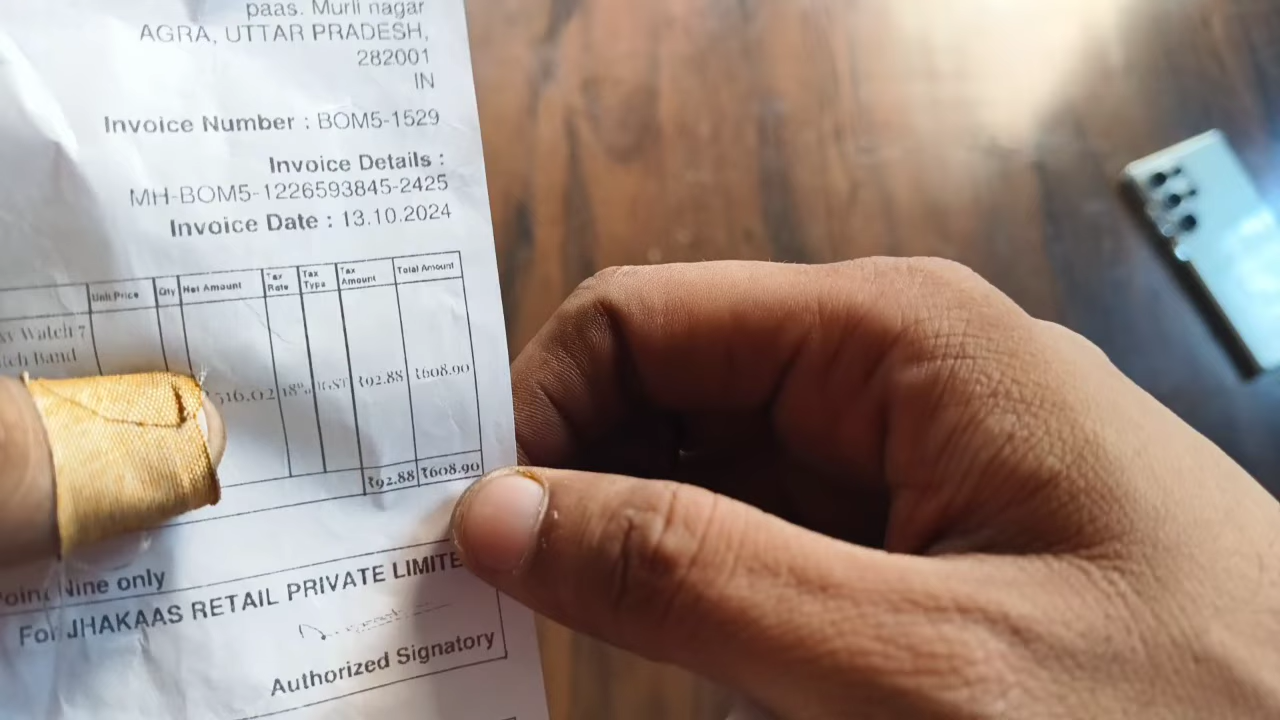 paas. Murli nagar
AGRA, UTTAR PRADESH,
282001
IN
Invoice Number : BOM5-1529
Invoice Details :
MH-BOM5-1226593845-2425
Invoice Date : 13.10.2024
Unit Price Qty Net Amount Tax Rate Tax Type Tax Amount Total Amount
Watch 7
Band
516.02 18% IGST ₹92.88 ₹608.90
₹92.88 ₹608.90
Nine only
For JHAKAAS RETAIL PRIVATE LIMITE
Authorized Signatory